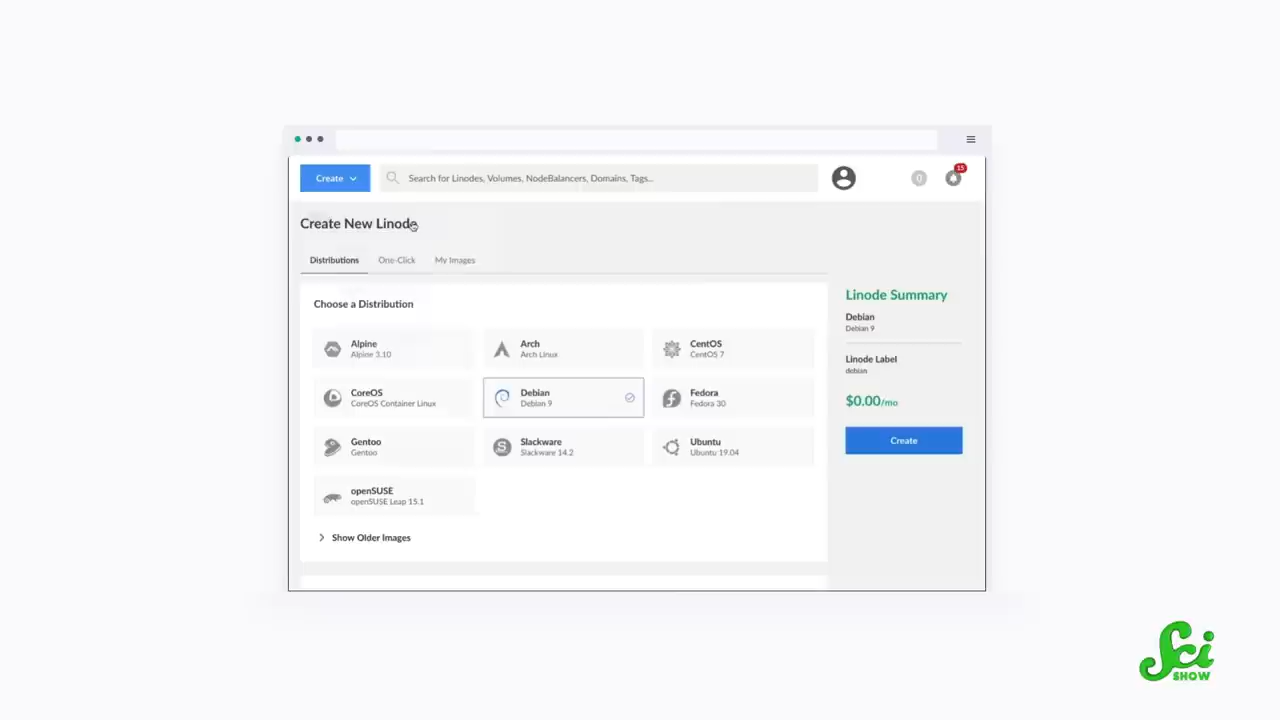 Create
Search for Linodes, Volumes, NodeBalancers, Domains, Tags...
0
15
Create New Linode
Distributions
One-Click
My Images
Choose a Distribution
Alpine
Alpine 3.10
Arch
Arch Linux
CentOS
CentOS 7
CoreOS
CoreOS Container Linux
Debian
Debian 9
Fedora
Fedora 30
Gentoo
Gentoo
Slackware
Slackware 14.2
Ubuntu
Ubuntu 19.04
openSUSE
openSUSE Leap 15.1
Show Older Images
Linode Summary
Debian
Debian 9
Linode Label
debian
$0.00/mo
Create
Sci
SHOW